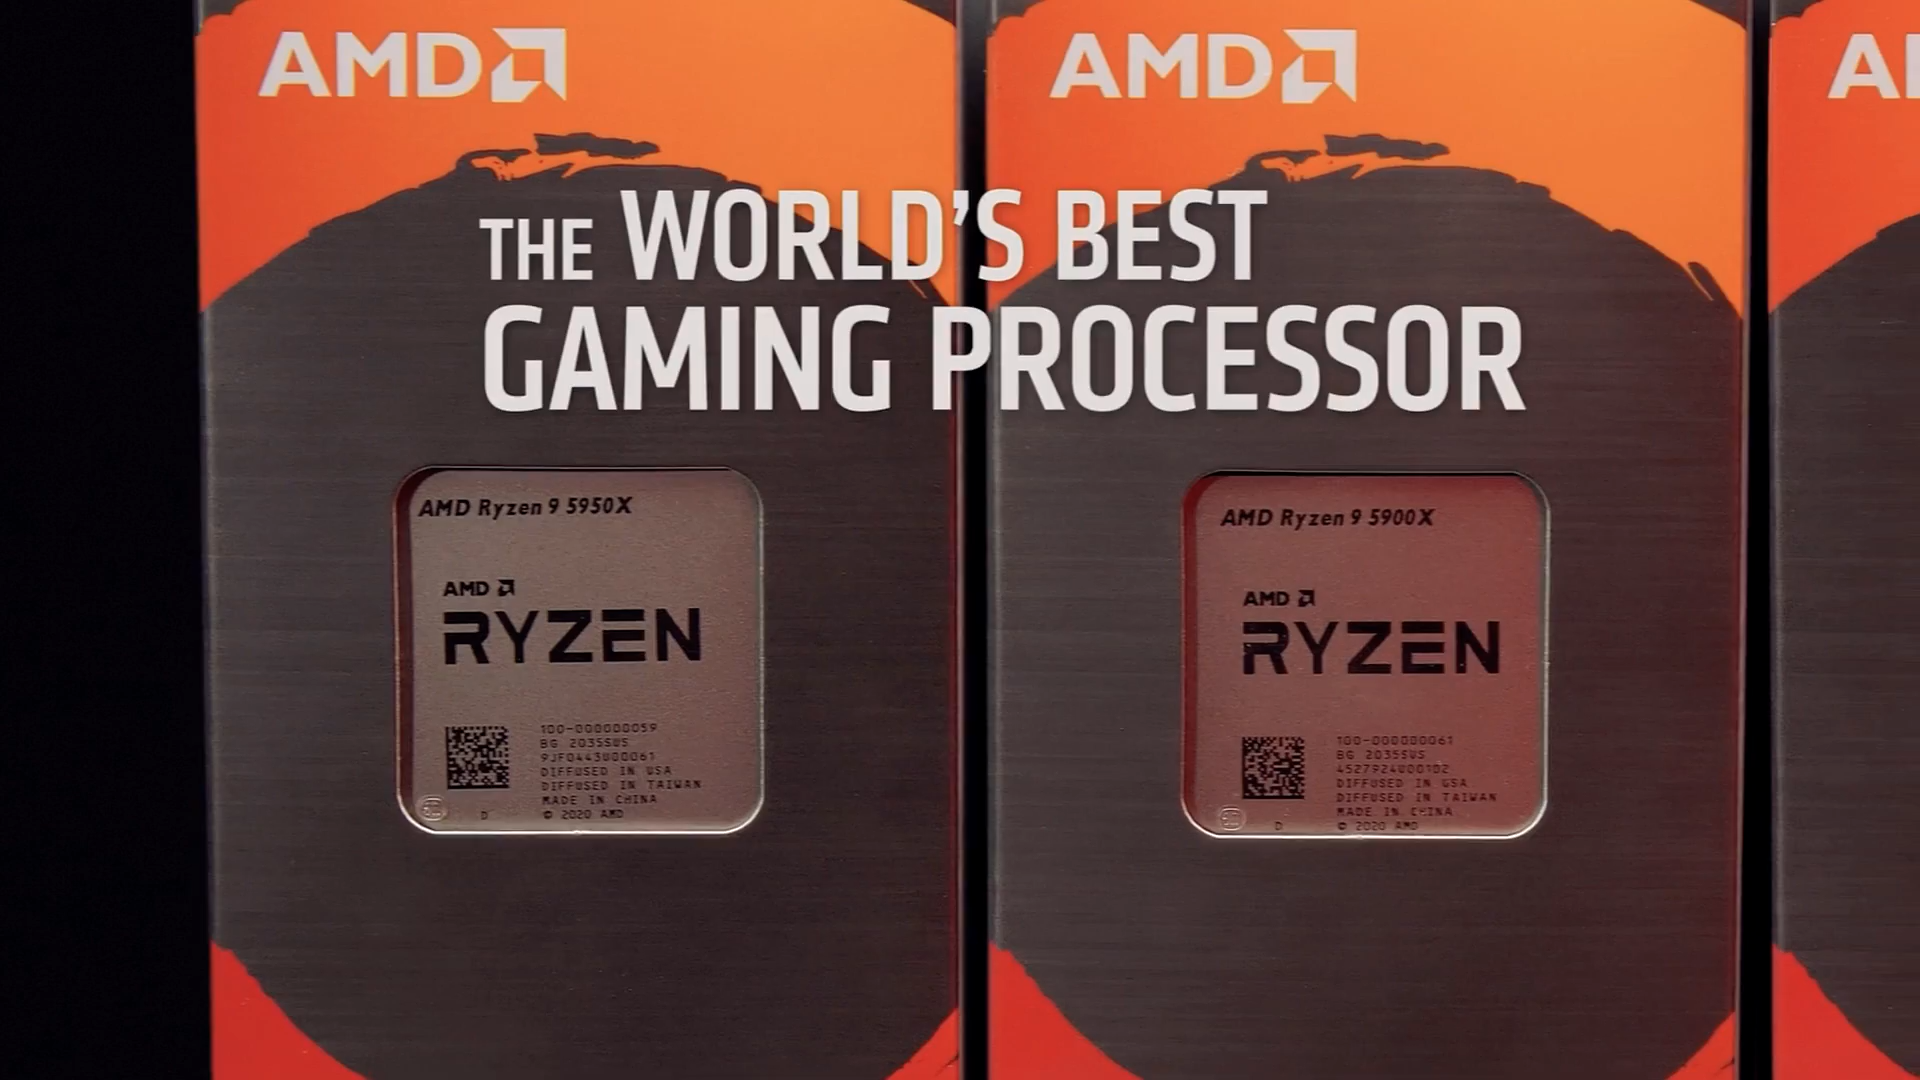 AMD
AMD
A
THE WORLD'S BEST
GAMING PROCESSOR
AMD Ryzen 9 5950X
AMD
RYZEN
100-000000059
BG 2035SUS
9JF0443U00061
DIFFUSED IN USA
DIFFUSED IN TAIWAN
MADE IN CHINA
© 2020 AMD
D
AMD Ryzen 9 5900X
AMD
RYZEN
100-000000061
BG 2035SUS
4527924U00102
DIFFUSED IN USA
DIFFUSED IN TAIWAN
MADE IN CHINA
© 2020 AMD
D